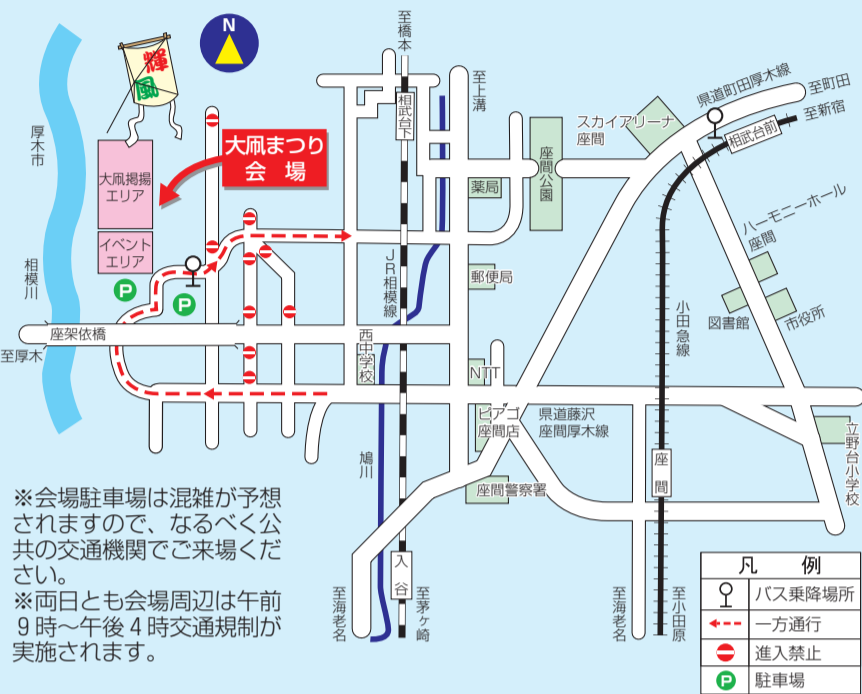 N
輝
風
至橋本
至上溝
県道町田厚木線
至町田
至新宿
スカイアリーナ
座間
相武台前
相武台下
厚木市
大凧まつり
会　場
大凧掲揚
エリア
座間公園
薬局
イベント
エリア
ハーモニーホール
座間
JR相模線
郵便局
相模川
P
P
小田急線
図書館
市役所
座架依橋
至厚木
西中学校
NTT
ピアゴ
座間店
県道藤沢
座間厚木線
立野台小学校
鳩川
座間
座間警察署
※会場駐車場は混雑が予想
されますので、なるべく公
共の交通機関でご来場くだ
さい。
※両日とも会場周辺は午前
9時～午後4時交通規制が
実施されます。
入谷
至海老名
至茅ヶ崎
至海老名
至小田原
凡　例
バス乗降場所
一方通行
進入禁止
P
駐車場